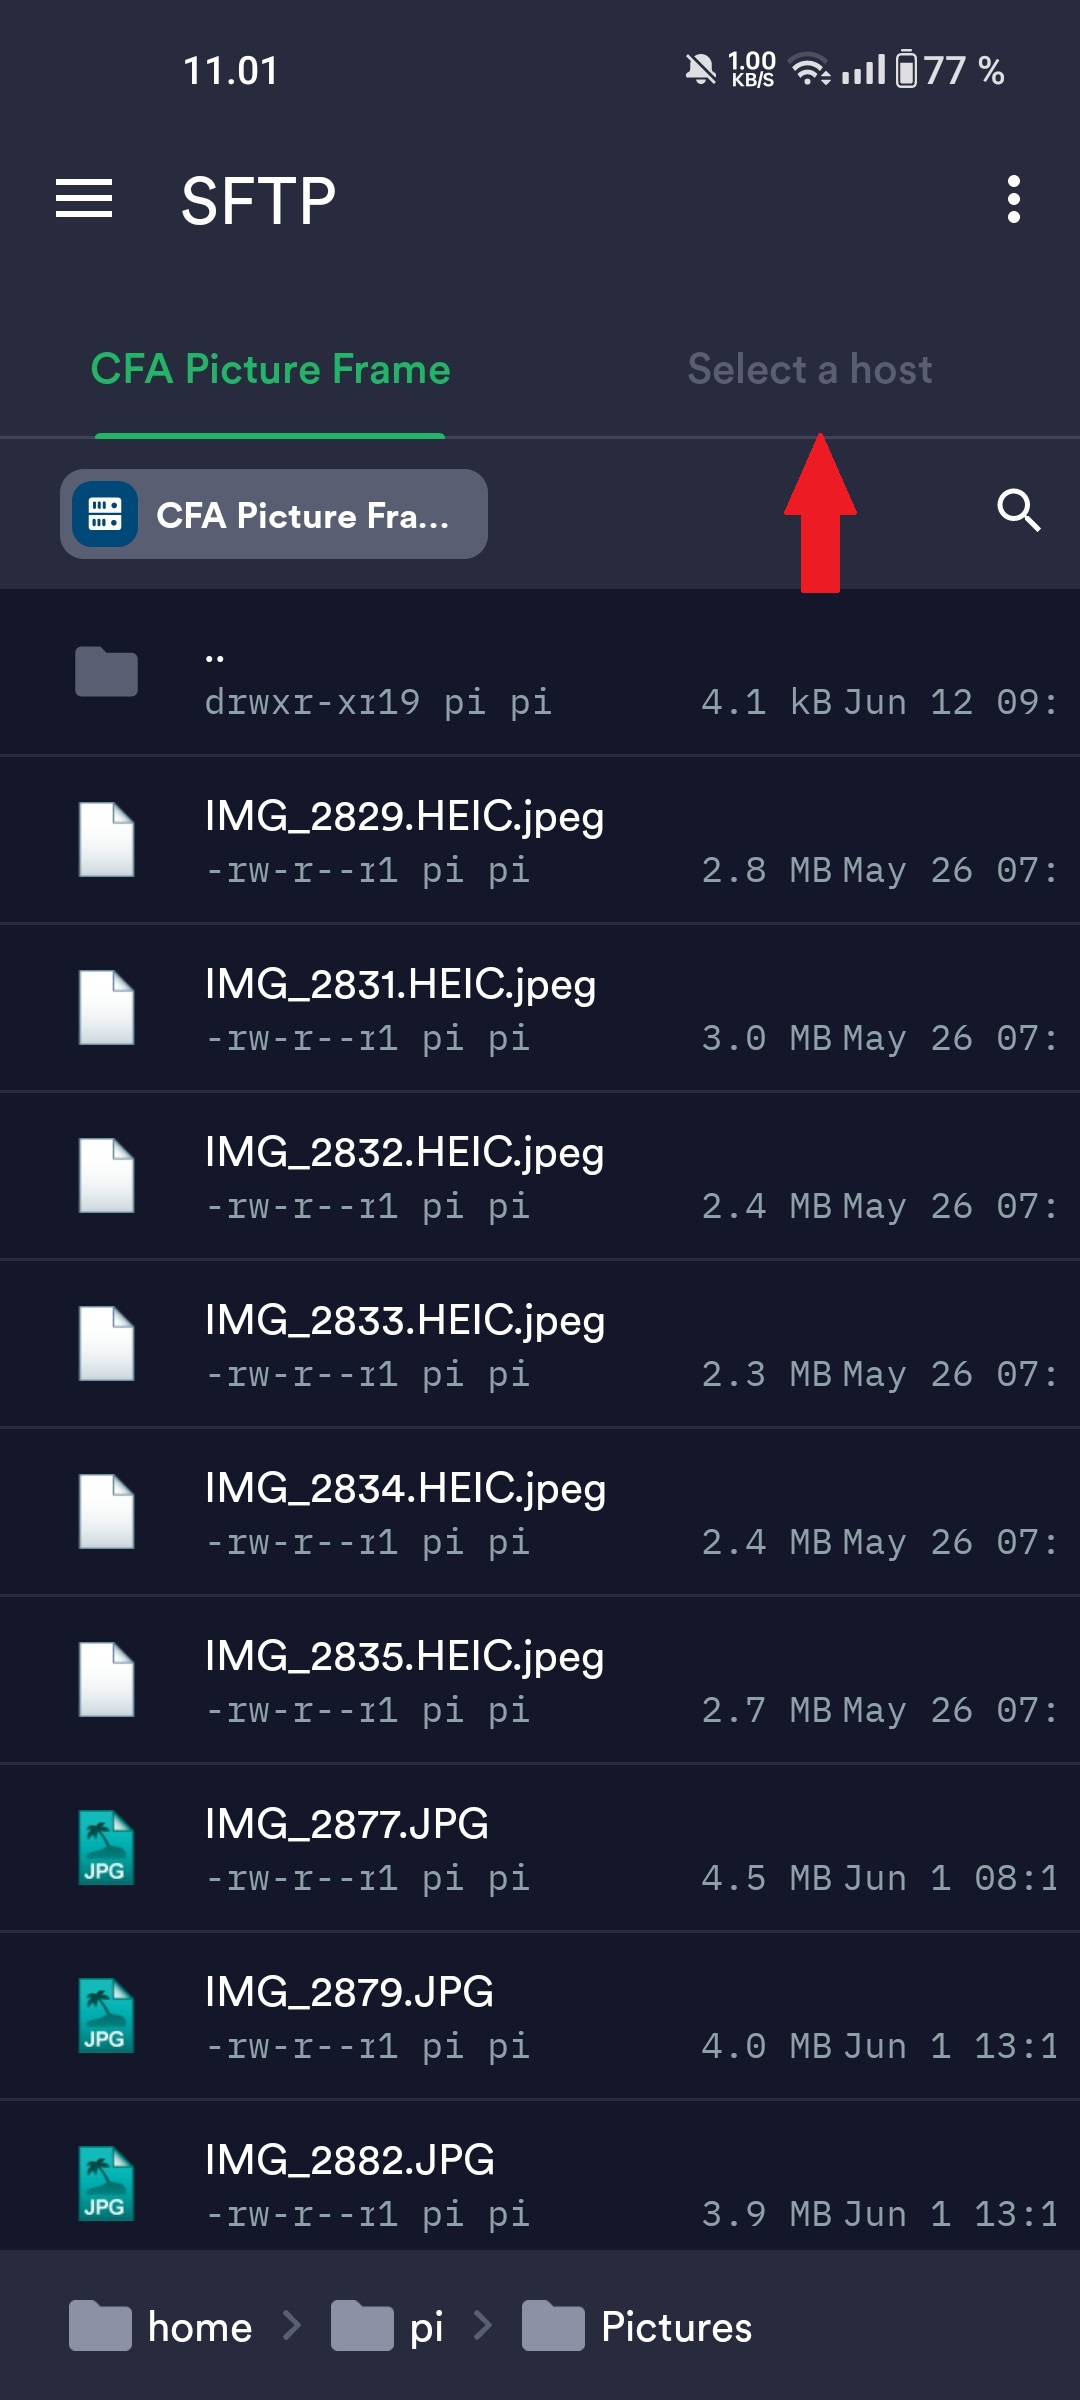 11.01
1.00 KB/S
77 %
SFTP
CFA Picture Frame
Select a host
CFA Picture Fra...
..
drwxr-xr19 pi pi 4.1 kB Jun 12 09:
IMG_2829.HEIC.jpeg
-rw-r--r1 pi pi 2.8 MB May 26 07:
IMG_2831.HEIC.jpeg
-rw-r--r1 pi pi 3.0 MB May 26 07:
IMG_2832.HEIC.jpeg
-rw-r--r1 pi pi 2.4 MB May 26 07:
IMG_2833.HEIC.jpeg
-rw-r--r1 pi pi 2.3 MB May 26 07:
IMG_2834.HEIC.jpeg
-rw-r--r1 pi pi 2.4 MB May 26 07:
IMG_2835.HEIC.jpeg
-rw-r--r1 pi pi 2.7 MB May 26 07:
JPG
IMG_2877.JPG
-rw-r--r1 pi pi 4.5 MB Jun 1 08:1
JPG
IMG_2879.JPG
-rw-r--r1 pi pi 4.0 MB Jun 1 13:1
JPG
IMG_2882.JPG
-rw-r--r1 pi pi 3.9 MB Jun 1 13:1
home > pi > Pictures